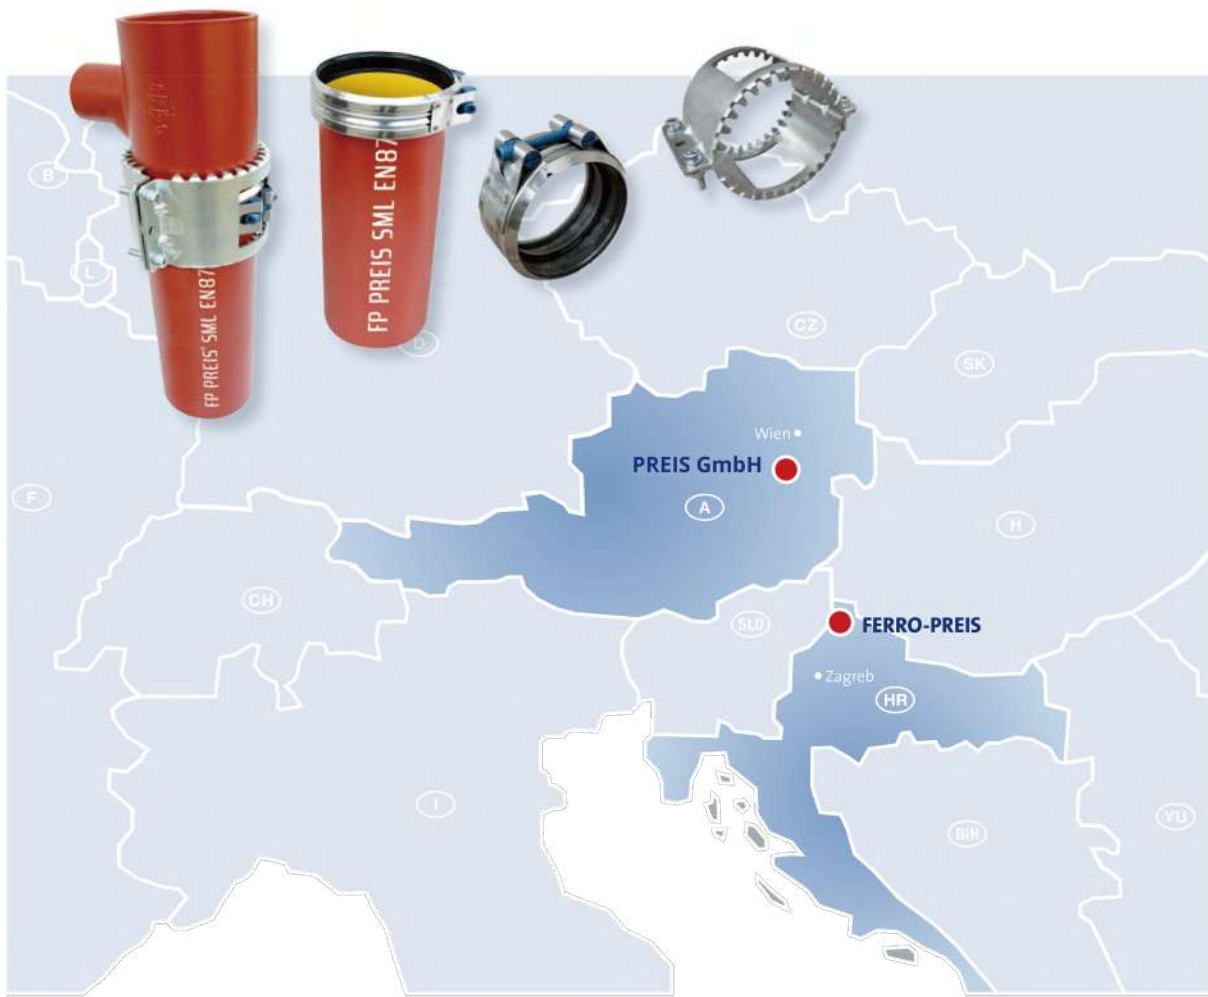 FP PREIS® SML EN87
FP PREIS SML EN87
B
L
D
CZ
SK
Wien
PREIS GmbH
F
A
H
CH
SLO
FERRO-PREIS
Zagreb
HR
I
BIH
YU